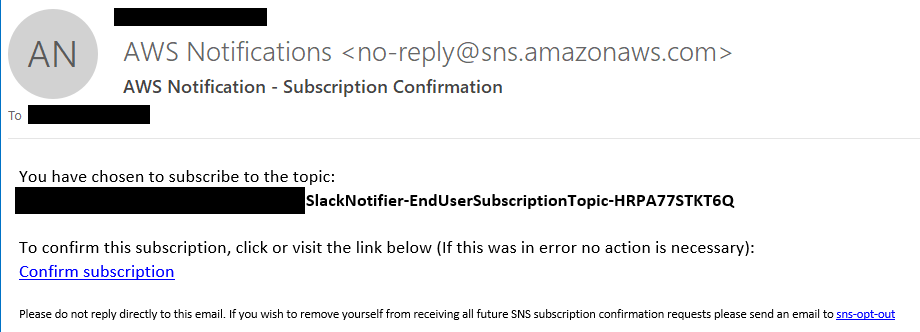 AN
AWS Notifications <no-reply@sns.amazonaws.com>
AWS Notification - Subscription Confirmation
To
You have chosen to subscribe to the topic:
SlackNotifier-EndUserSubscriptionTopic-HRPA77STKT6Q
To confirm this subscription, click or visit the link below (If this was in error no action is necessary):
Confirm subscription
Please do not reply directly to this email. If you wish to remove yourself from receiving all future SNS subscription confirmation requests please send an email to sns-opt-out